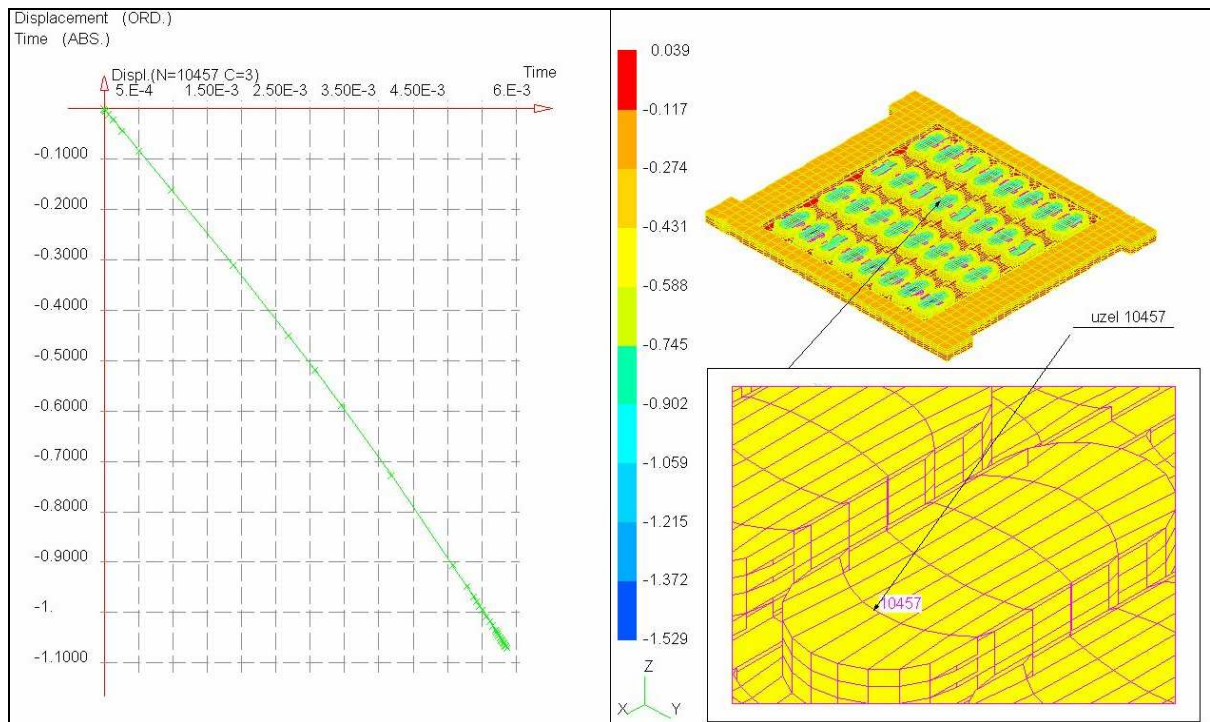 Displacement (ORD.)
Time (ABS.)
Displ.(N=10457 C=3)
Time
5.E-4 1.50E-3 2.50E-3 3.50E-3 4.50E-3 6.E-3
-0.1000
-0.2000
-0.3000
-0.4000
-0.5000
-0.6000
-0.7000
-0.8000
-0.9000
-1.
-1.1000
0.039
-0.117
-0.274
-0.431
-0.588
-0.745
-0.902
-1.059
-1.215
-1.372
-1.529
Z
X Y
uzel 10457
10457